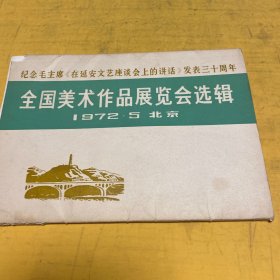 纪念毛主席《在延安文艺座谈会上的讲话》发表三十周年
全国美术作品展览会选辑
1972·5 北京